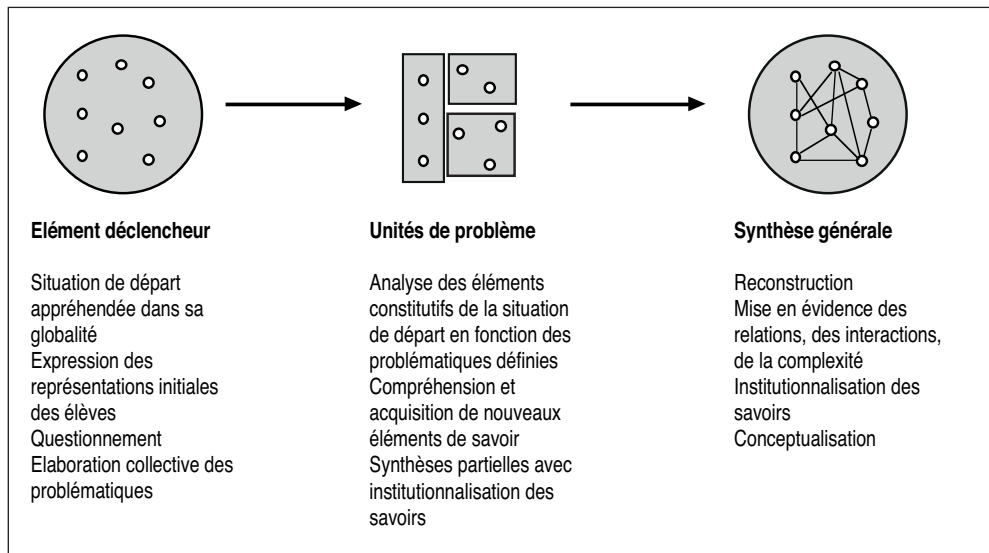 Elément déclencheur
Situation de départ
appréhendée dans sa
globalité
Expression des
représentations initiales
des élèves
Questionnement
Elaboration collective des
problématiques
Unités de problème
Analyse des éléments
constitutifs de la situation
de départ en fonction des
problématiques définies
Compréhension et
acquisition de nouveaux
éléments de savoir
Synthèses partielles avec
institutionnalisation des
savoirs
Synthèse générale
Reconstruction
Mise en évidence des
relations, des interactions,
de la complexité
Institutionnalisation des
savoirs
Conceptualisation